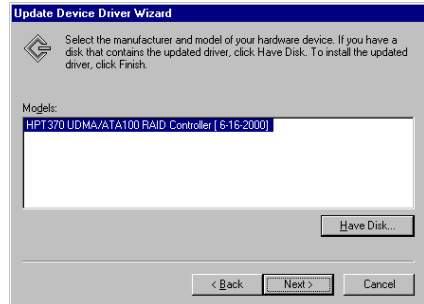 Update Device Driver Wizard
Select the manufacturer and model of your hardware device. If you have a
disk that contains the updated driver, click Have Disk. To install the updated
driver, click Finish.
Models:
HPT370 UDMA/ATA100 RAID Controller [ 6-16-2000]
Have Disk...
< Back Next > Cancel